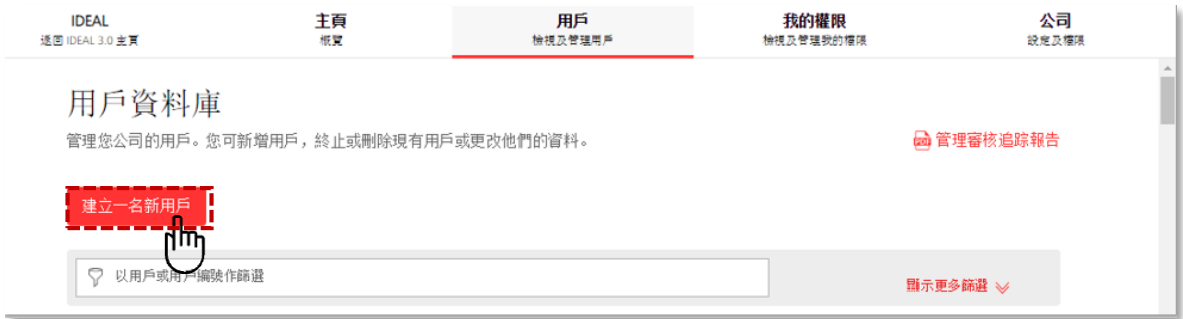 IDEAL
返回 IDEAL 3.0 主頁
主頁
概覽
用戶
檢視及管理用戶
我的權限
檢視及管理我的權限
公司
設定及權限
用戶資料庫
管理您公司的用戶。您可新增用戶，終止或刪除現有用戶或更改他們的資料。
PDF 管理審核追踪報告
建立一名新用戶
以用戶或用戶編號作篩選
顯示更多篩選